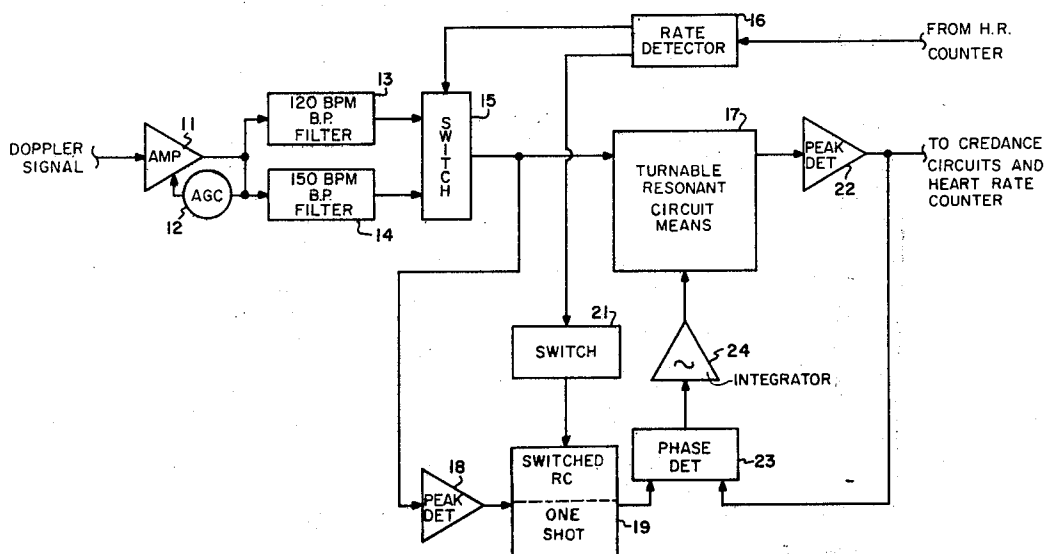 16
RATE
DETECTOR
FROM H.R.
COUNTER
13
120 BPM
B.P.
FILTER
15
SWITCH
11
AMP
DOPPLER
SIGNAL
AGC
12
150 BPM
B.P.
FILTER
14
17
TURNABLE
RESONANT
CIRCUIT
MEANS
PEAK
DET
22
TO CREDANCE
CIRCUITS AND
HEART RATE
COUNTER
21
SWITCH
24
INTEGRATOR
~
PHASE
DET
23
18
PEAK
DET
SWITCHED
RC
ONE
SHOT
19